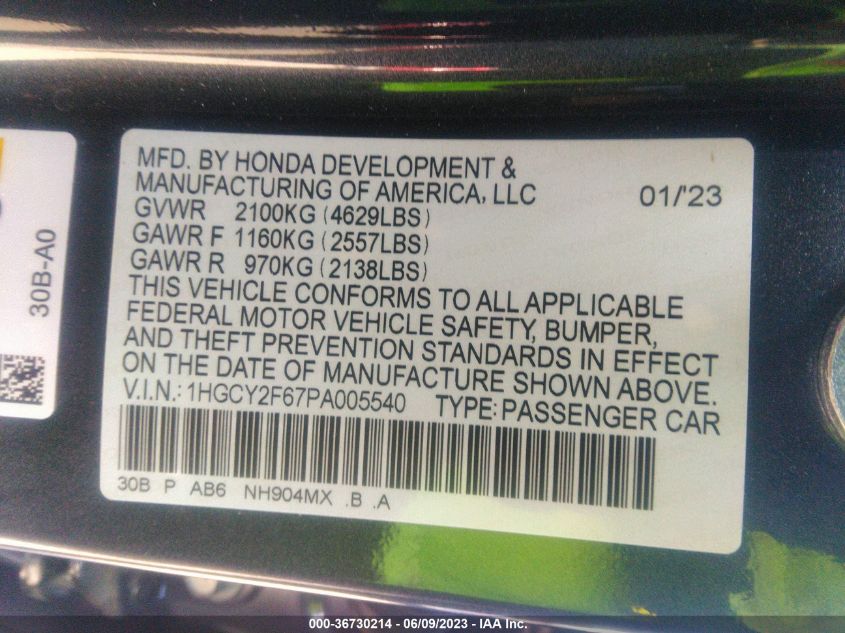 MFD. BY HONDA DEVELOPMENT &
MANUFACTURING OF AMERICA, LLC 01/'23
GVWR 2100KG (4629LBS)
GAWR F 1160KG (2557LBS)
GAWR R 970KG (2138LBS)
THIS VEHICLE CONFORMS TO ALL APPLICABLE
FEDERAL MOTOR VEHICLE SAFETY, BUMPER,
AND THEFT PREVENTION STANDARDS IN EFFECT
ON THE DATE OF MANUFACTURE SHOWN ABOVE.
V.I.N.: 1HGCY2F67PA005540 TYPE: PASSENGER CAR
30B P AB6 NH904MX .B .A
30B-A0
000-36730214 - 06/09/2023 - IAA Inc.